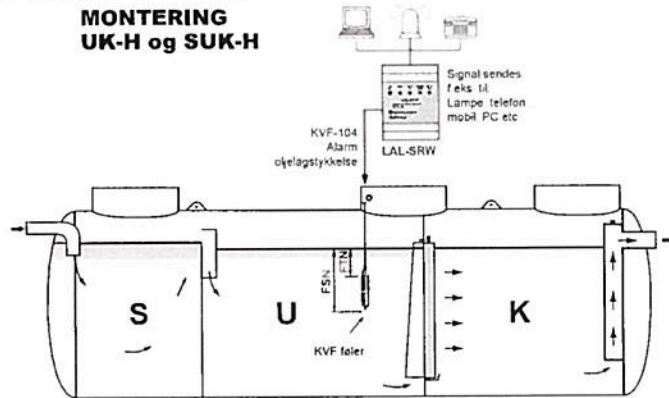 MONTERING
UK-H og SUK-H
Signal sendes
f.eks. til:
Lampe, telefon
mobil, PC etc
KVF-104
Alarm
oljelagstykkelse
LAL-SRW
FTN
FSN
S
U
K
KVF føler